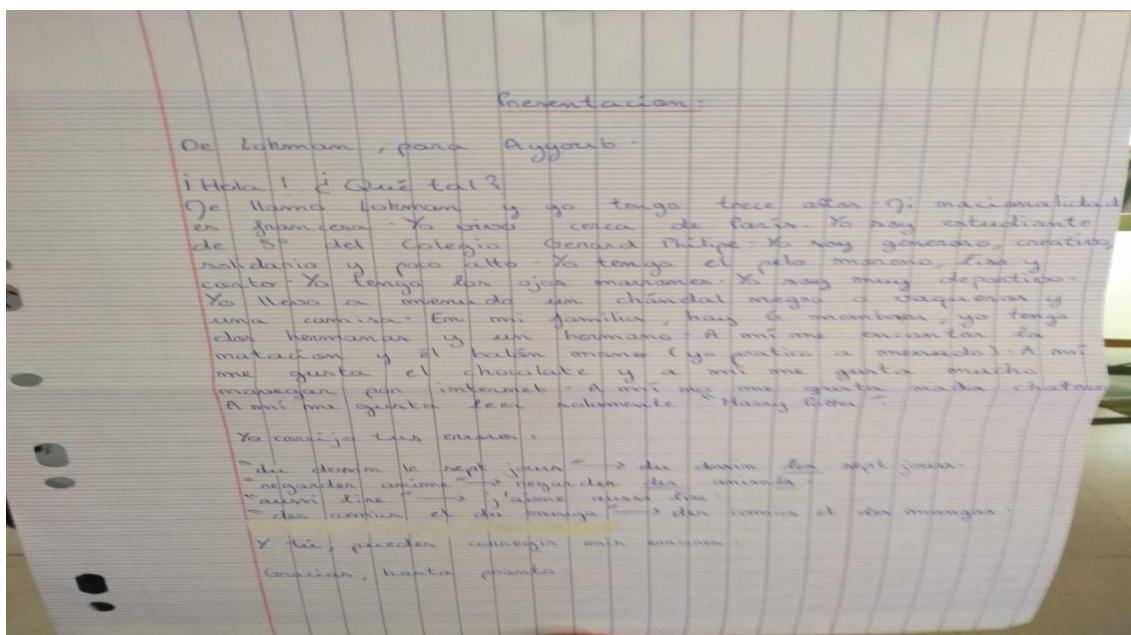 Presentacion :
De Lokman, para Ayyoub.
¡ Hola ! ¿ Qué tal ?
Me llamo Lokman y yo tengo trece años. Mi nacionalidad
es francesa. Yo vivo cerca de Paris. Yo soy estudiante
de 5º del Colegio Gerard Philipe. Yo soy generoso, creativo,
solidario y poco alto. Yo tengo el pelo moreno, liso y
corto. Yo tengo los ojos marrones. Yo soy muy deportivo.
Yo llevo a menudo un chándal negro o vaqueros y
una camisa. En mi familia, hay 6 miembros, yo tengo
dos hermanas y un hermano. A mí me encantan la
natacion y el balón mano (yo pratico a menudo). A mí
me gusta el chocolate y a mí me gusta mucho
navegar por internet. A mí no me gusta nada chatear.
A mí me gusta leer solamente "Harry Potter".
Yo corrijo tus errores :
"du dessin le sept jours" → du dessin les sept jours.
"regarder anime" → regarder des animés.
"aussi lire" → j'aime aussi lire.
"des comics et du manga" → des comics et des mangas.
Y tú, puedes corregir mis errores.
Gracias, hasta pronto.